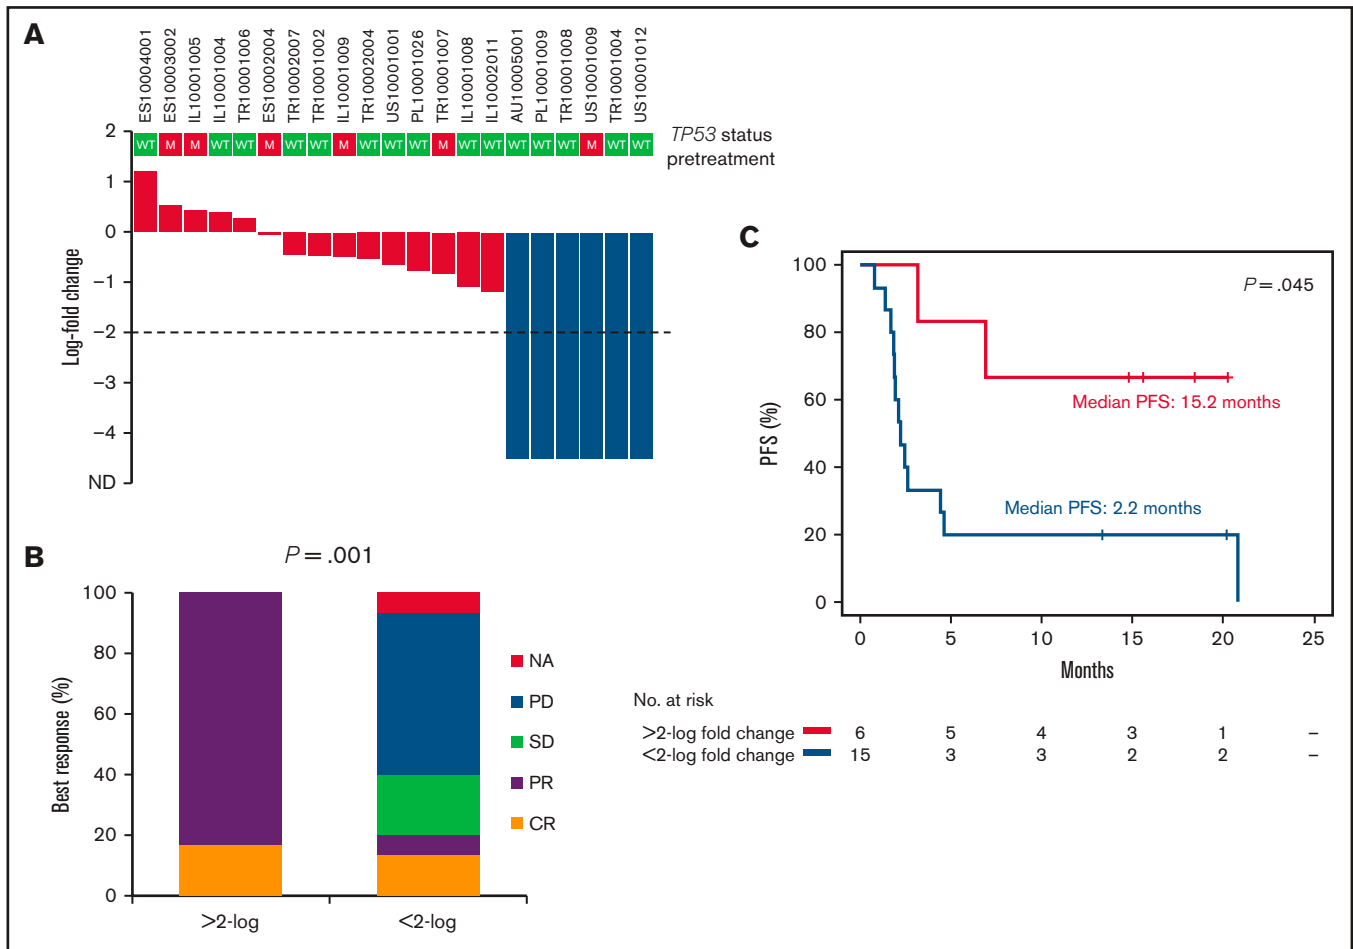 A
ES10004001
ES10003002
IL10001005
IL10001004
TR10001006
ES10002004
TR10002007
TR10001002
IL10001009
TR10002004
US10001001
PL10001026
TR10001007
IL10001008
IL10002011
AU10005001
PL10001009
TR10001008
US10001009
TR10001004
US10001012
WT M M WT WT M WT WT M WT WT WT M WT WT WT WT WT M WT WT
TP53 status
pretreatment
Log-fold change
2
1
0
−1
−2
−3
−4
ND
B
P = .001
Best response (%)
100
80
60
40
20
0
>2-log
<2-log
NA
PD
SD
PR
CR
C
P = .045
PFS (%)
100
80
60
40
20
0
Median PFS: 15.2 months
Median PFS: 2.2 months
0 5 10 15 20 25
Months
No. at risk
>2-log fold change 6 5 4 3 1 –
<2-log fold change 15 3 3 2 2 –